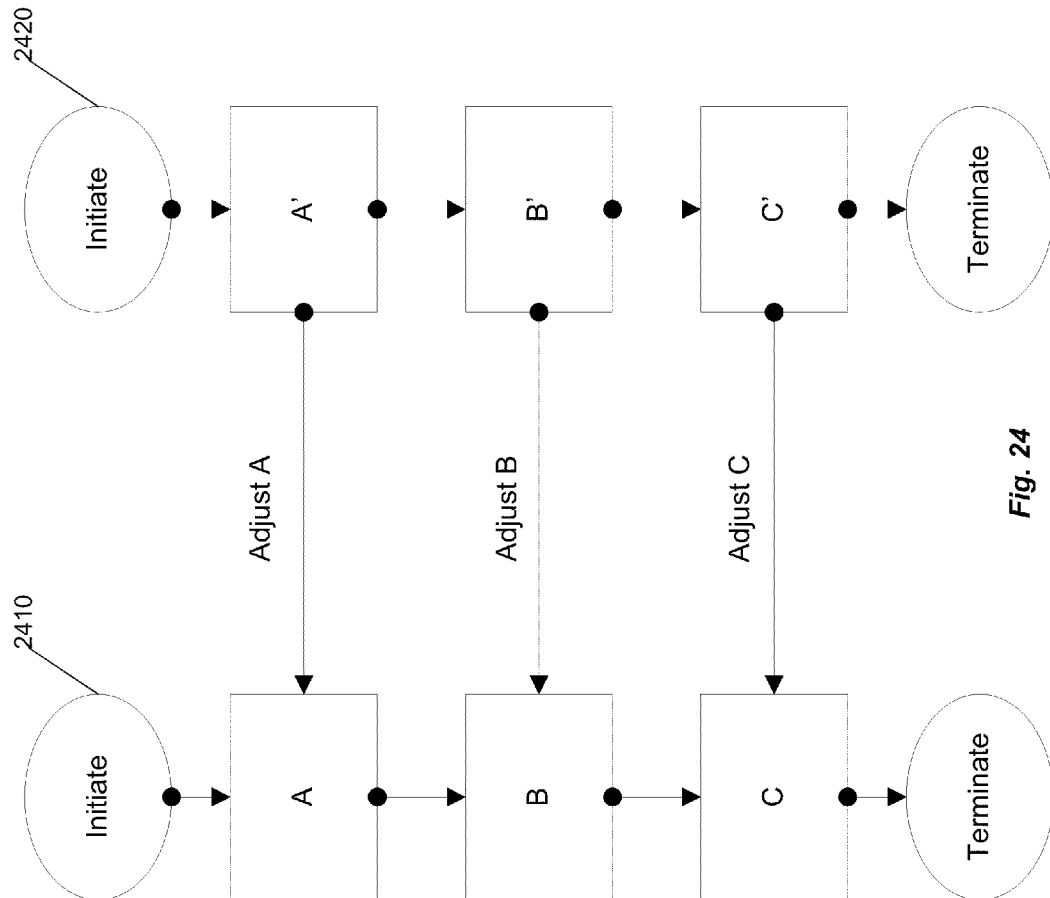 2410
Initiate
A
B
C
Terminate
Adjust A
Adjust B
Adjust C
2420
Initiate
A’
B’
C’
Terminate
Fig. 24